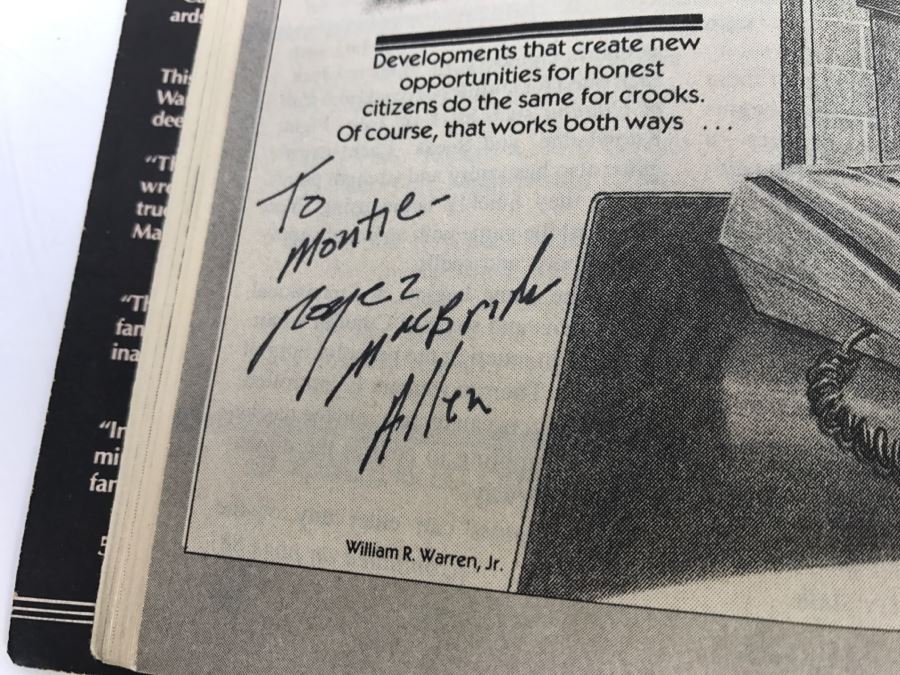 Developments that create new
opportunities for honest
citizens do the same for crooks.
Of course, that works both ways ...
To
Montie-
Roger
MacBride
Allen
William R. Warren, Jr.